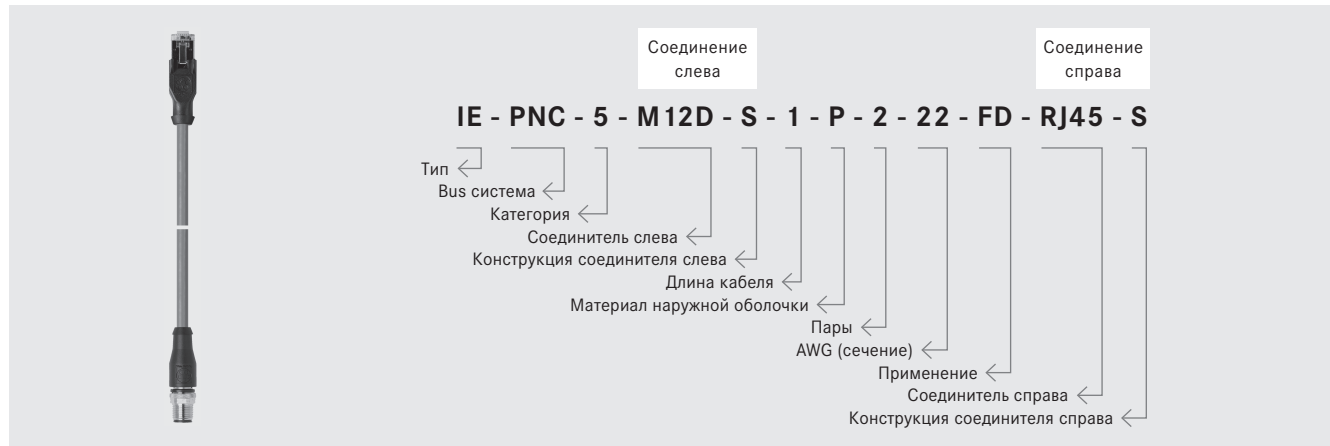 Соединение
слева
Соединение
справа
IE - PNC - 5 - M12D - S - 1 - P - 2 - 22 - FD - RJ45 - S
Тип
Bus система
Категория
Соединитель слева
Конструкция соединителя слева
Длина кабеля
Материал наружной оболочки
Пары
AWG (сечение)
Применение
Соединитель справа
Конструкция соединителя справа